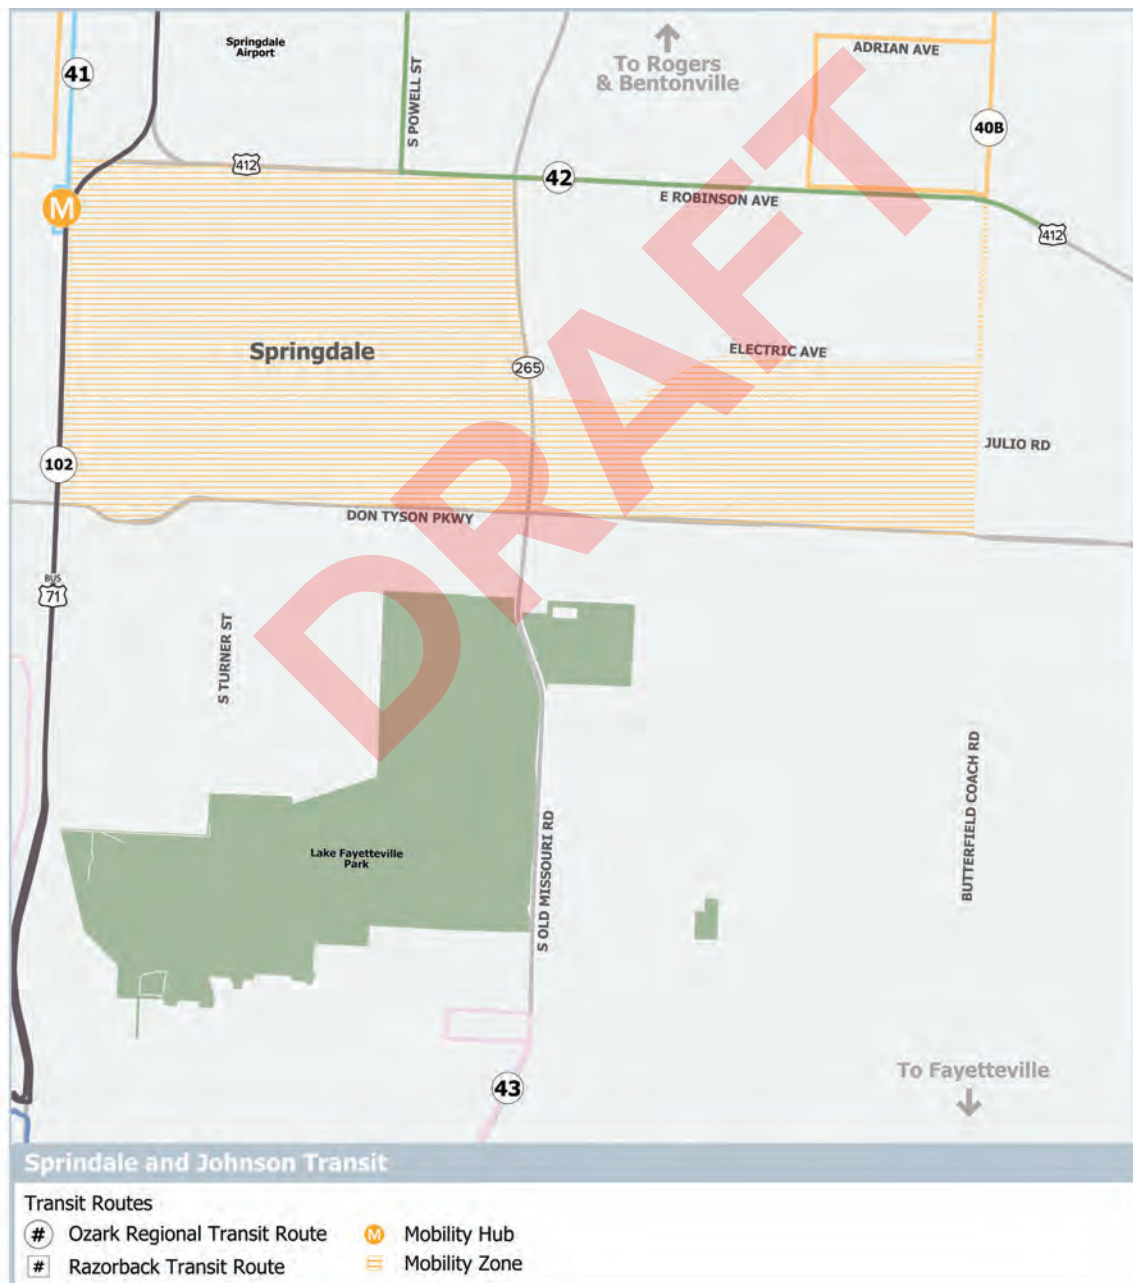 Springdale
Airport
To Rogers
& Bentonville
ADRIAN AVE
41
S POWELL ST
40B
412
42
E ROBINSON AVE
M
412
Springdale
ELECTRIC AVE
265
JULIO RD
102
DON TYSON PKWY
BUS
71
S TURNER ST
DRAFT
BUTTERFIELD COACH RD
Lake Fayetteville
Park
S OLD MISSOURI RD
To Fayetteville
43
Sprindale and Johnson Transit
Transit Routes
# Ozark Regional Transit Route
M Mobility Hub
# Razorback Transit Route
Mobility Zone